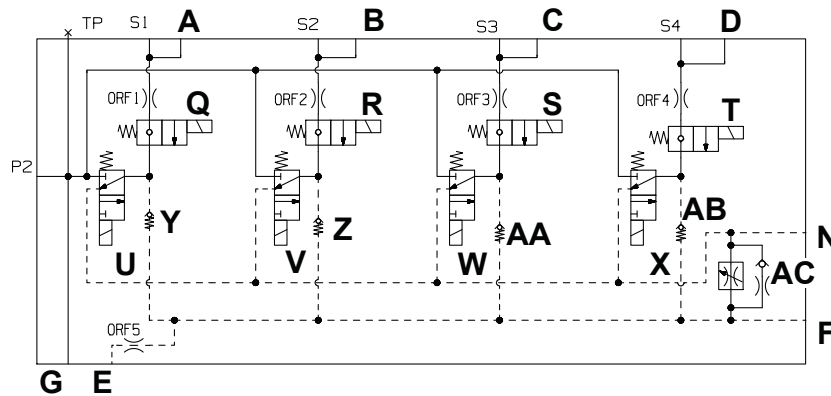 TP S1 A S2 B S3 C S4 D
ORF1 Q ORF2 R ORF3 S ORF4 T
P2
Y Z AA AB
U V W X AC N
ORF5 F
G E